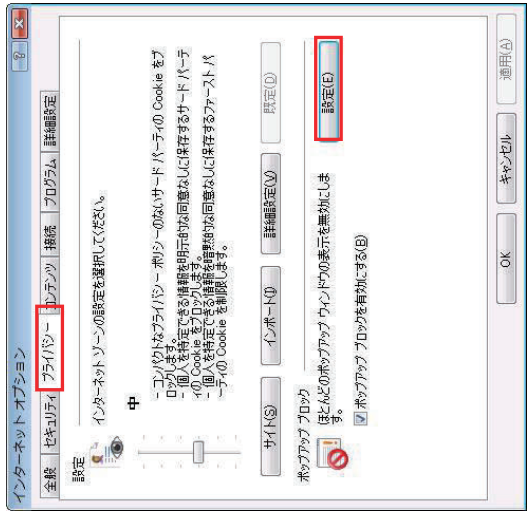 インターネット オプション
全般 セキュリティ プライバシー コンテンツ 接続 プログラム 詳細設定
設定
インターネット ゾーンの設定を選択してください。
中
- コンパクトなプライバシー ポリシーのないサード パーティの Cookie をブ
ロックします。
- 個人を特定できる情報を明示的な同意なしに保存するサード パーテ
ィの Cookie をブロックします。
- 個人を特定できる情報を暗黙的な同意なしに保存するファースト パ
ーティの Cookie を制限します。
サイト(S) インポート(I) 詳細設定(V) 既定(D)
ポップアップ ブロック
ほとんどのポップアップ ウィンドウの表示を無効にしま
す。
設定(E)
ポップアップ ブロックを有効にする(B)
OK キャンセル 適用(A)